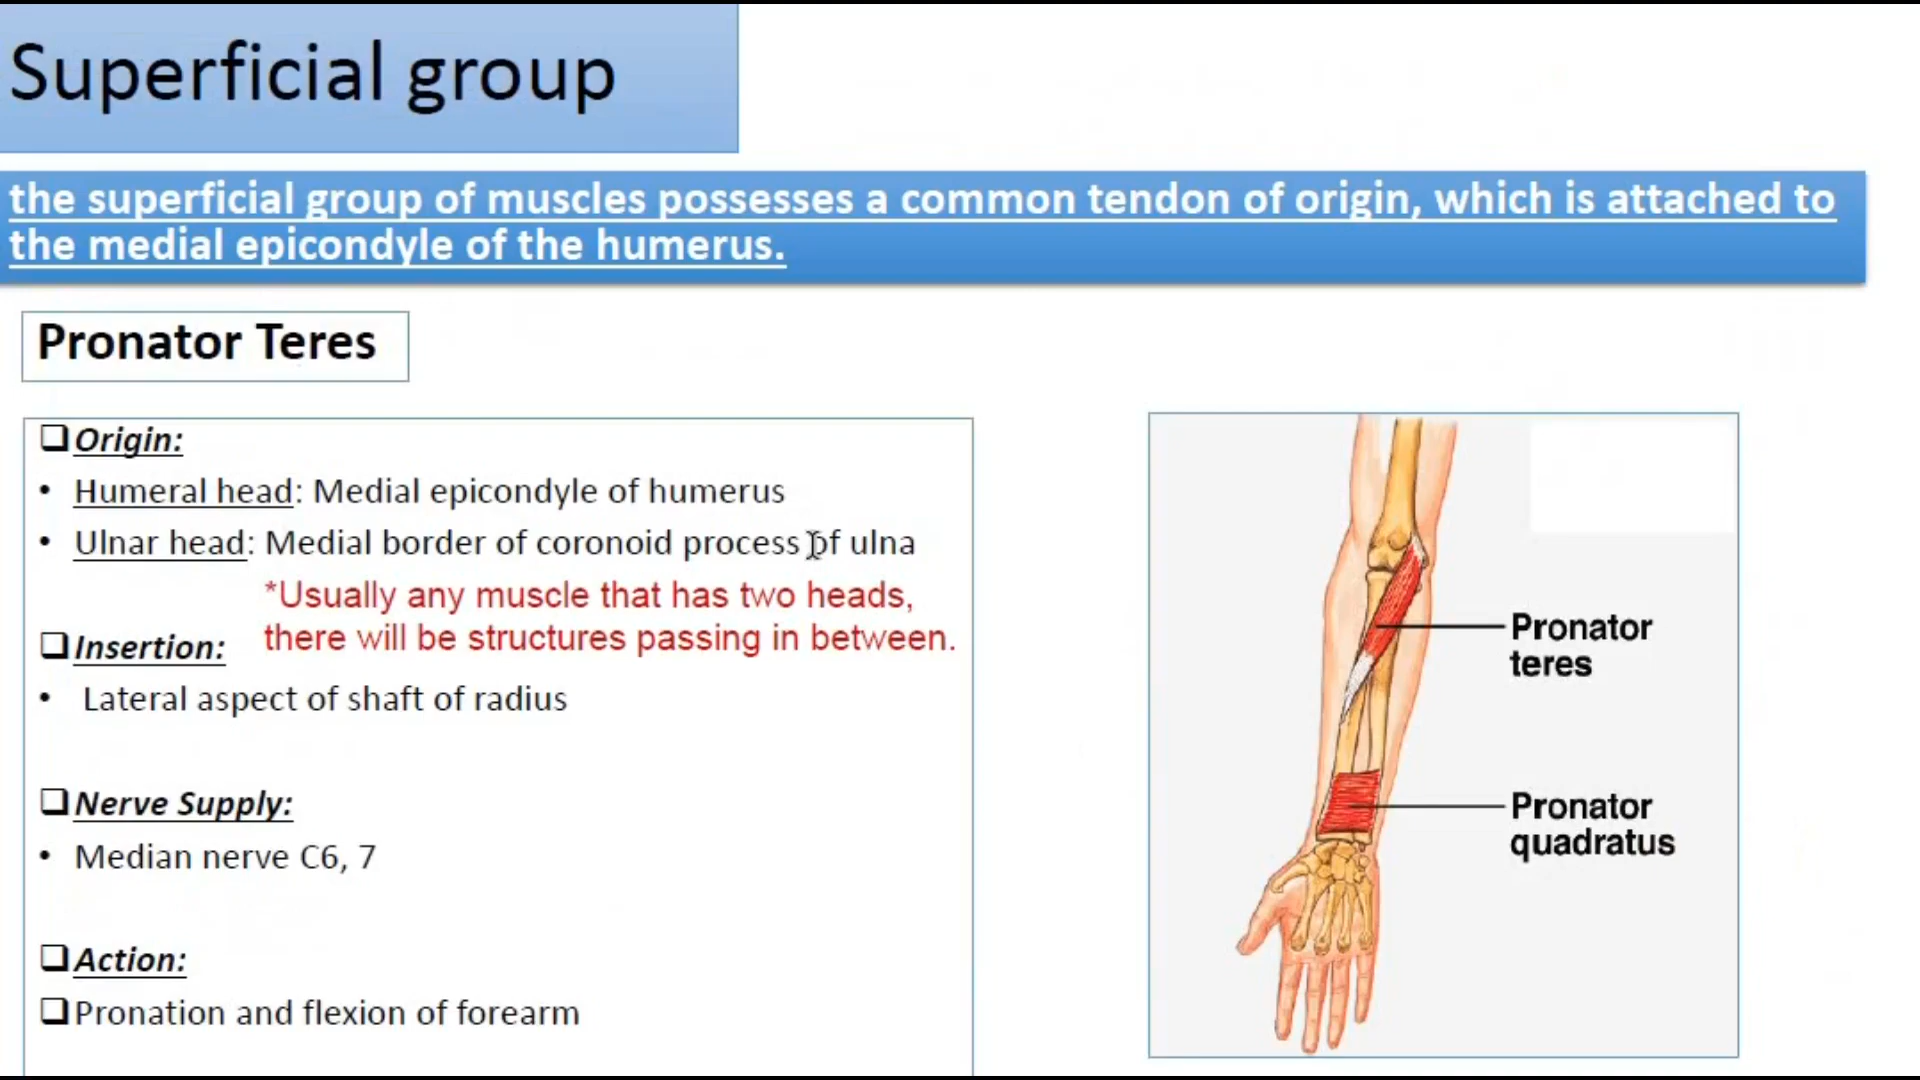 Superficial group
the superficial group of muscles possesses a common tendon of origin, which is attached to
the medial epicondyle of the humerus.
Pronator Teres
❑Origin:
• Humeral head: Medial epicondyle of humerus
• Ulnar head: Medial border of coronoid process of ulna
*Usually any muscle that has two heads,
there will be structures passing in between.
❑Insertion:
• Lateral aspect of shaft of radius
❑Nerve Supply:
• Median nerve C6, 7
❑Action:
❑Pronation and flexion of forearm
Pronator
teres
Pronator
quadratus